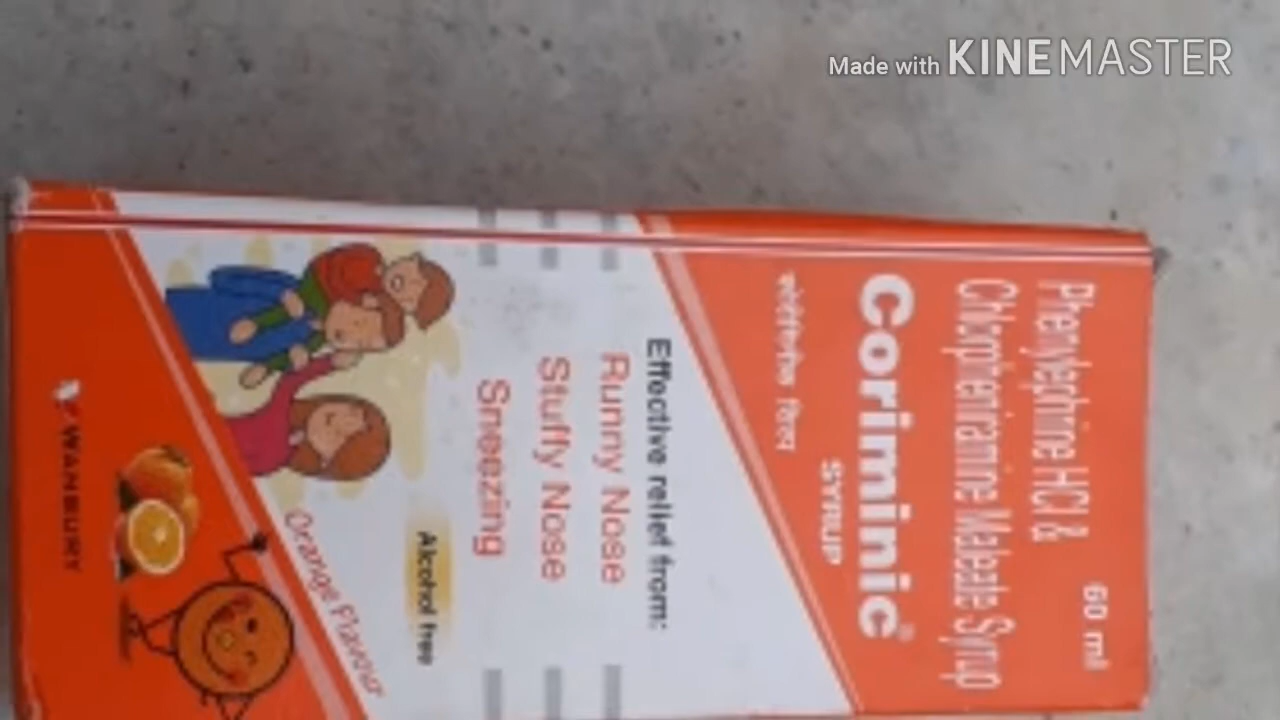 Made with KINEMASTER
60 ml
Phenylephrine HCl &
Chlorpheniramine Maleate Syrup
Coriminic®
SYRUP
Effective relief from:
Runny Nose
Stuffy Nose
Sneezing
Alcohol free
Orange Flavour
WANBURY